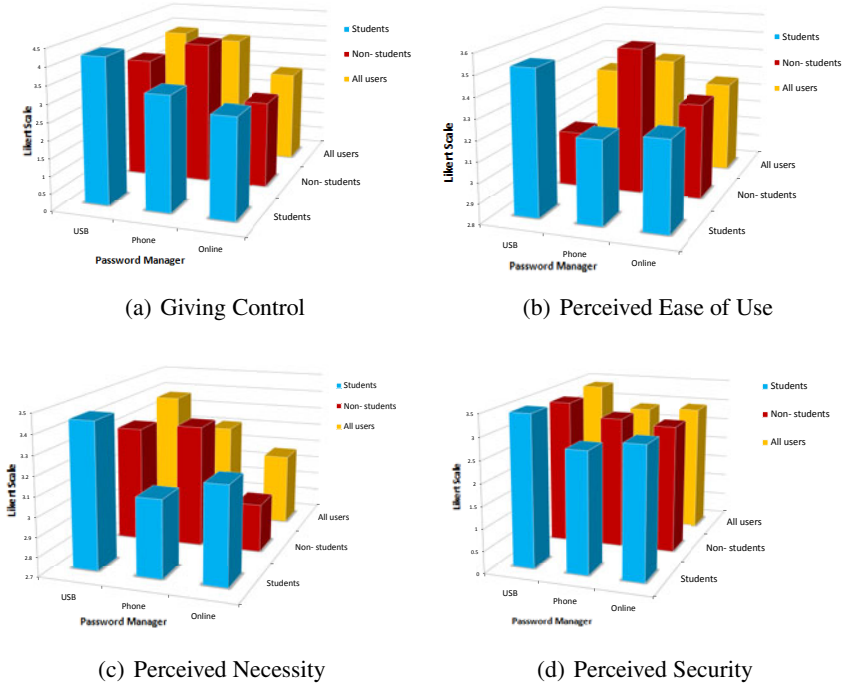 Students
Non- students
All users
4.5
4
3.5
3
2.5
2
1.5
1
0.5
0
Likert Scale
USB
Phone
Online
All users
Non- students
Students
Password Manager
(a) Giving Control
Students
Non- students
All users
3.6
3.5
3.4
3.3
3.2
3.1
3
2.9
2.8
Likert Scale
USB
Phone
Online
All users
Non- students
Students
Password Manager
(b) Perceived Ease of Use
Students
Non- students
All users
3.5
3.4
3.3
3.2
3.1
3
2.9
2.8
2.7
Likert Scale
USB
Phone
Online
All users
Non- students
Students
Password Manager
(c) Perceived Necessity
Students
Non- students
All users
3.5
3
2.5
2
1.5
1
0.5
0
Likert Scale
USB
Phone
Online
All users
Non- students
Students
Password Manager
(d) Perceived Security